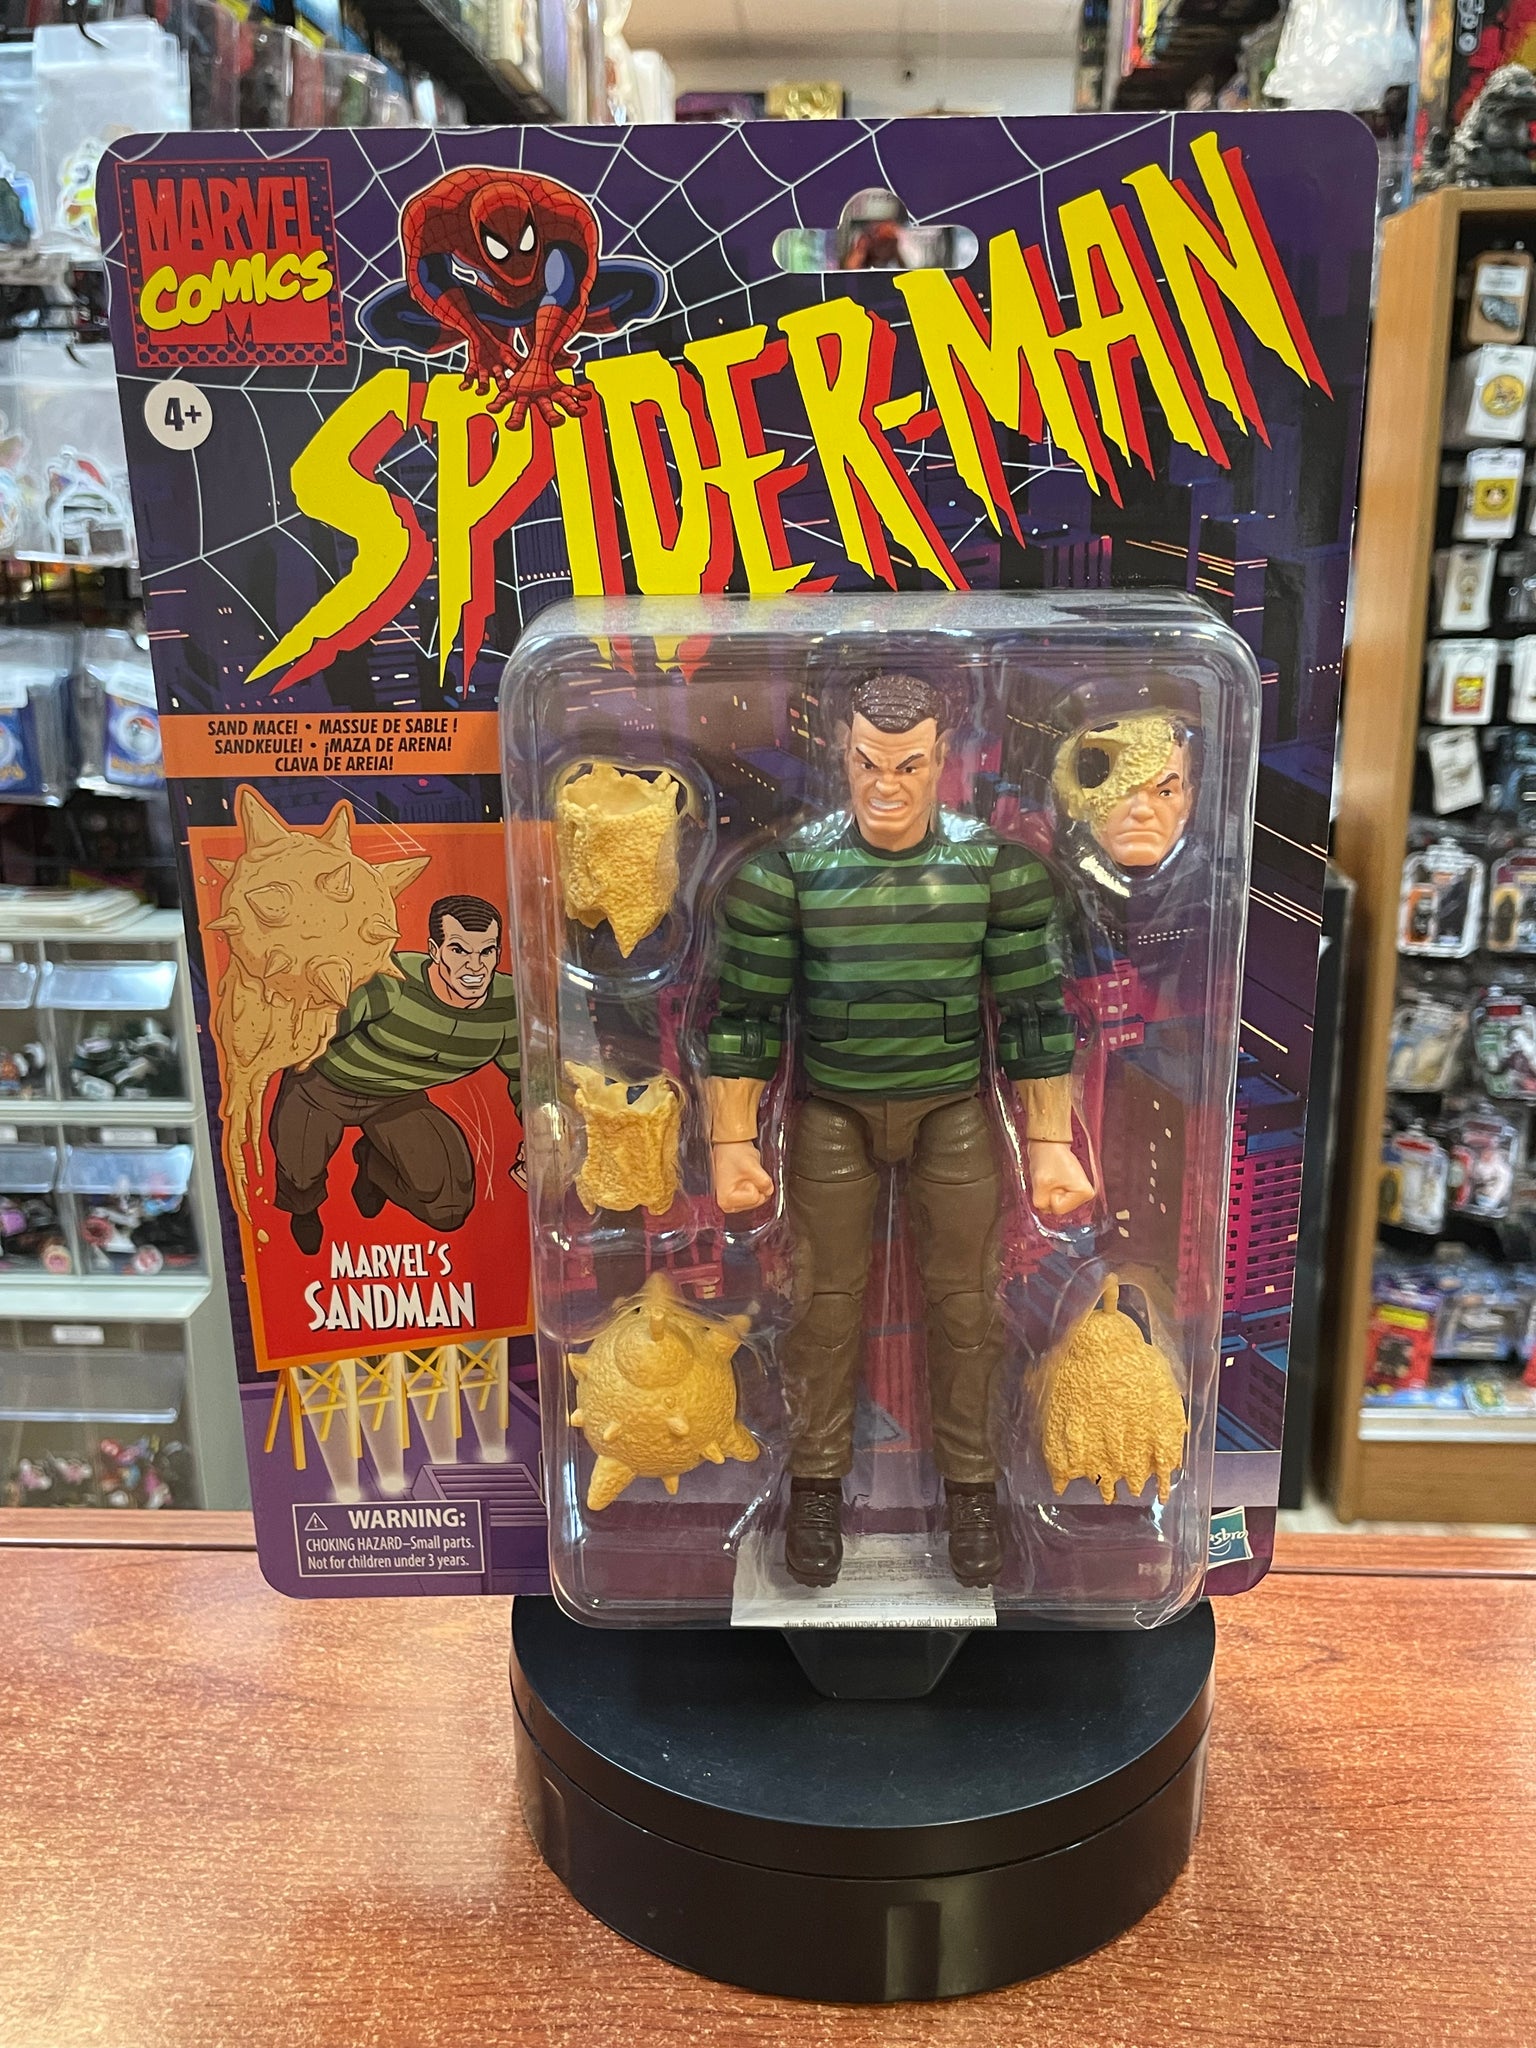 MARVEL
COMICS
4+
SPIDER-MAN
SAND MACE! • MASSUE DE SABLE !
SANDKEULE! • ¡MAZA DE ARENA!
CLAVA DE AREIA!
MARVEL'S
SANDMAN
WARNING:
CHOKING HAZARD–Small parts.
Not for children under 3 years.
Hasbro